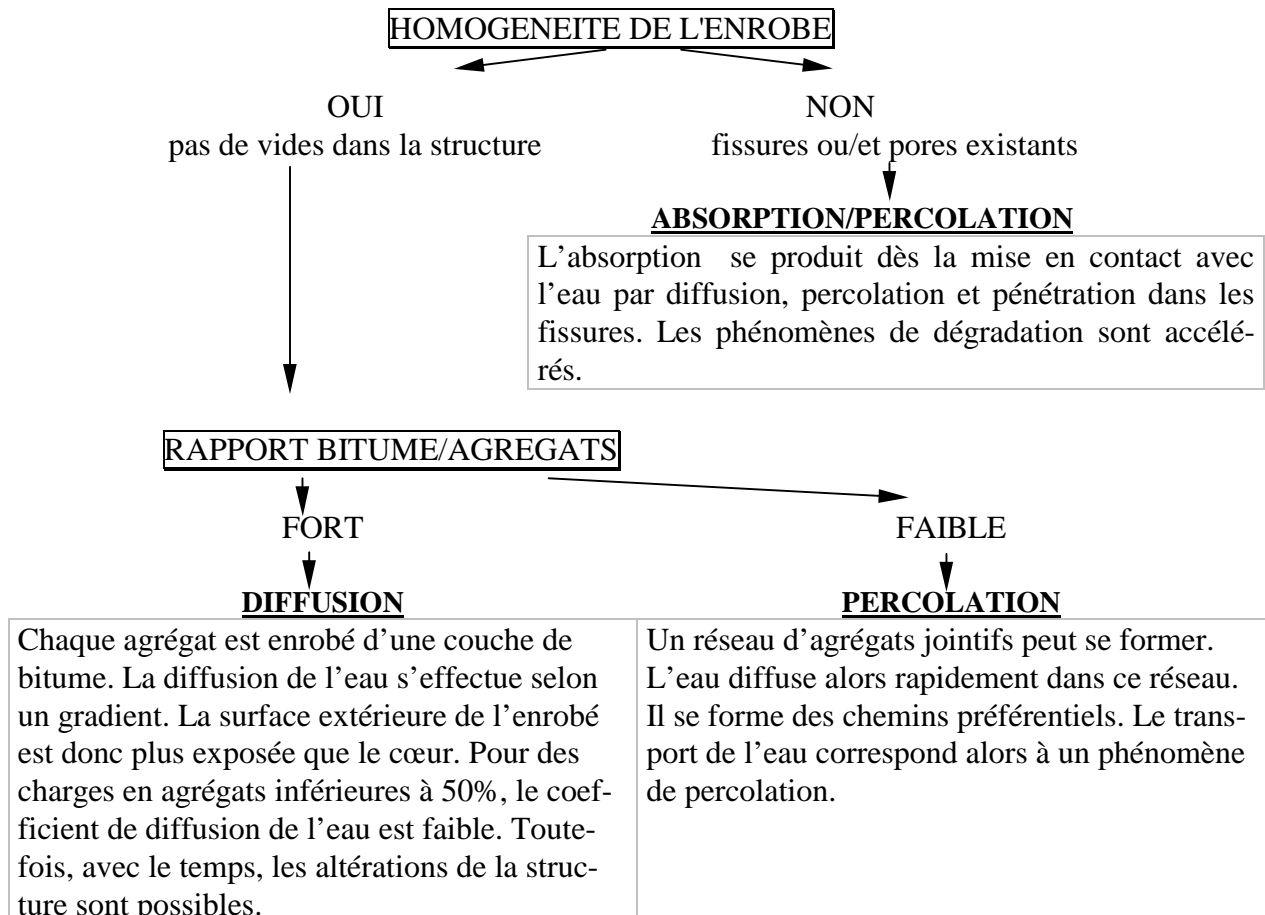 HOMOGENEITE DE L'ENROBE
OUI
pas de vides dans la structure
NON
fissures ou/et pores existants
ABSORPTION/PERCOLATION
L’absorption se produit dès la mise en contact avec
l’eau par diffusion, percolation et pénétration dans les
fissures. Les phénomènes de dégradation sont accélé-
rés.
RAPPORT BITUME/AGREGATS
FORT
DIFFUSION
Chaque agrégat est enrobé d’une couche de
bitume. La diffusion de l’eau s’effectue selon
un gradient. La surface extérieure de l’enrobé
est donc plus exposée que le cœur. Pour des
charges en agrégats inférieures à 50%, le coef-
ficient de diffusion de l’eau est faible. Toute-
fois, avec le temps, les altérations de la struc-
ture sont possibles.
FAIBLE
PERCOLATION
Un réseau d’agrégats jointifs peut se former.
L’eau diffuse alors rapidement dans ce réseau.
Il se forme des chemins préférentiels. Le trans-
port de l’eau correspond alors à un phénomène
de percolation.